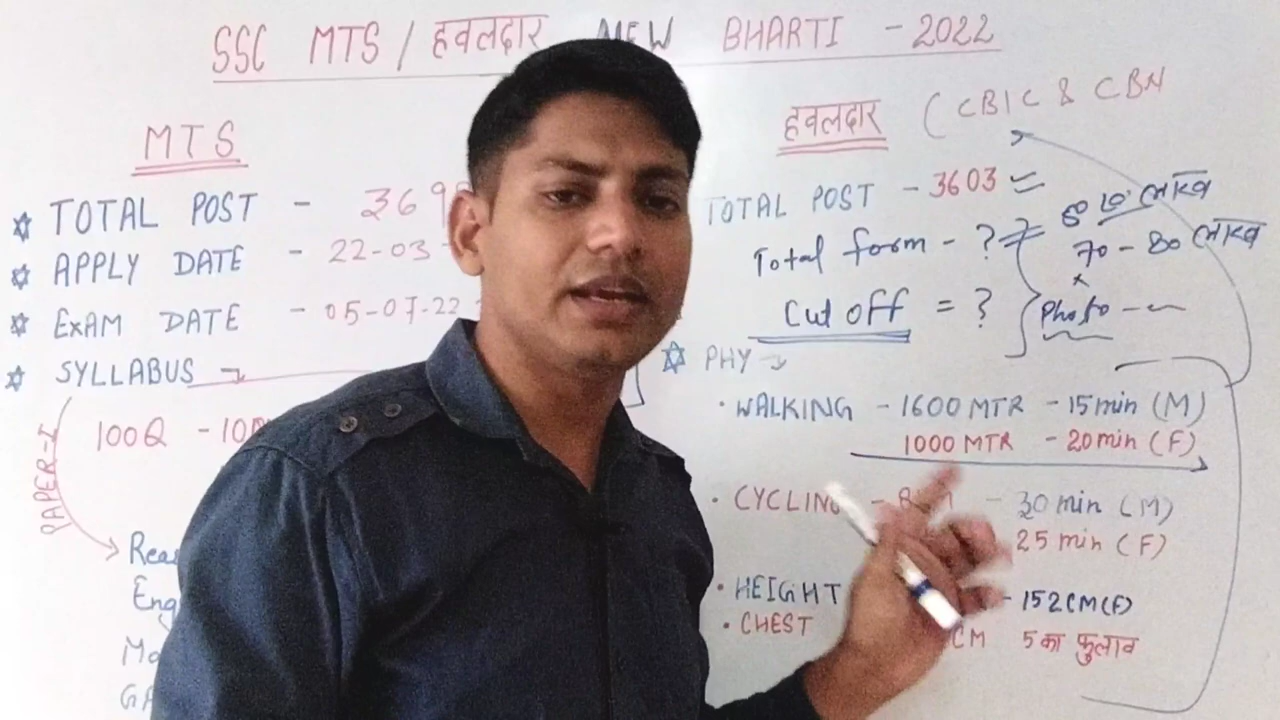 SSC MTS / हवलदार NEW BHARTI - 2022
MTS
TOTAL POST - 369
APPLY DATE - 22-03
EXAM DATE - 05-07-22
SYLLABUS
PAPER-I
100Q - 10
Reas
Eng
Ma
GA
हवलदार ( CBIC & CBN
TOTAL POST - 3603
Total form - ?
लाख
70 - 80 लाख
Cut off = ?
Photo
PHY
WALKING - 1600 MTR - 15 min (M)
1000 MTR - 20 min (F)
CYCLING - 8 - 30 min (M)
25 min (F)
HEIGHT - 152 CM (F)
CHEST CM 5 का फुलाव